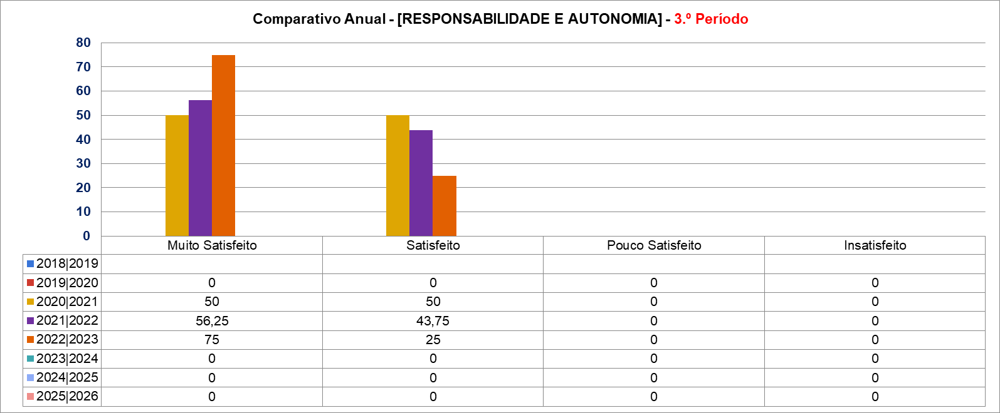 Comparativo Anual - [RESPONSABILIDADE E AUTONOMIA] - 3.º Período
80
70
60
50
40
30
20
10
0
Muito Satisfeito Satisfeito Pouco Satisfeito Insatisfeito
2018|2019
2019|2020 0 0 0 0
2020|2021 50 50 0 0
2021|2022 56,25 43,75 0 0
2022|2023 75 25 0 0
2023|2024 0 0 0 0
2024|2025 0 0 0 0
2025|2026 0 0 0 0